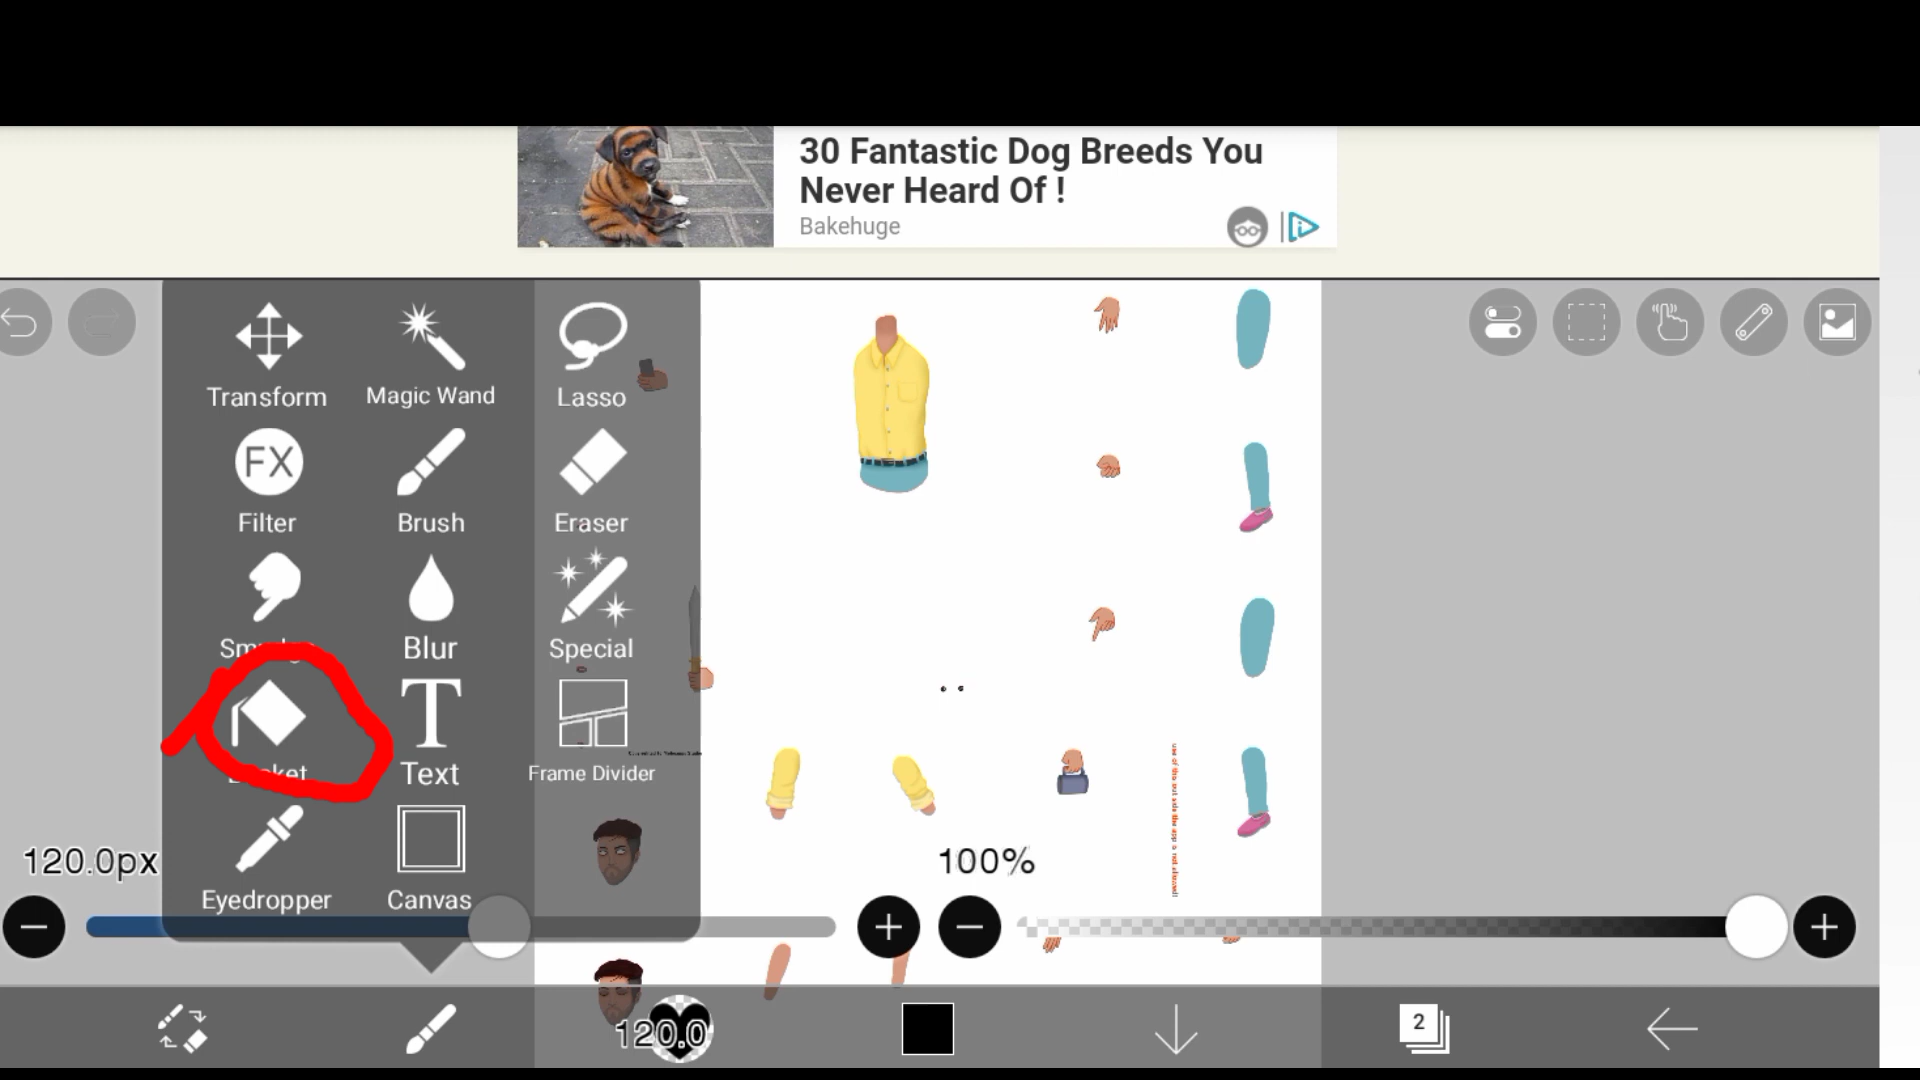 30 Fantastic Dog Breeds You
Never Heard Of !
Bakehuge
Transform
Magic Wand
Lasso
FX
Filter
Brush
Eraser
Blur
Special
T
Text
Frame Divider
Eyedropper
Canvas
120.0px
100%
120.0
2